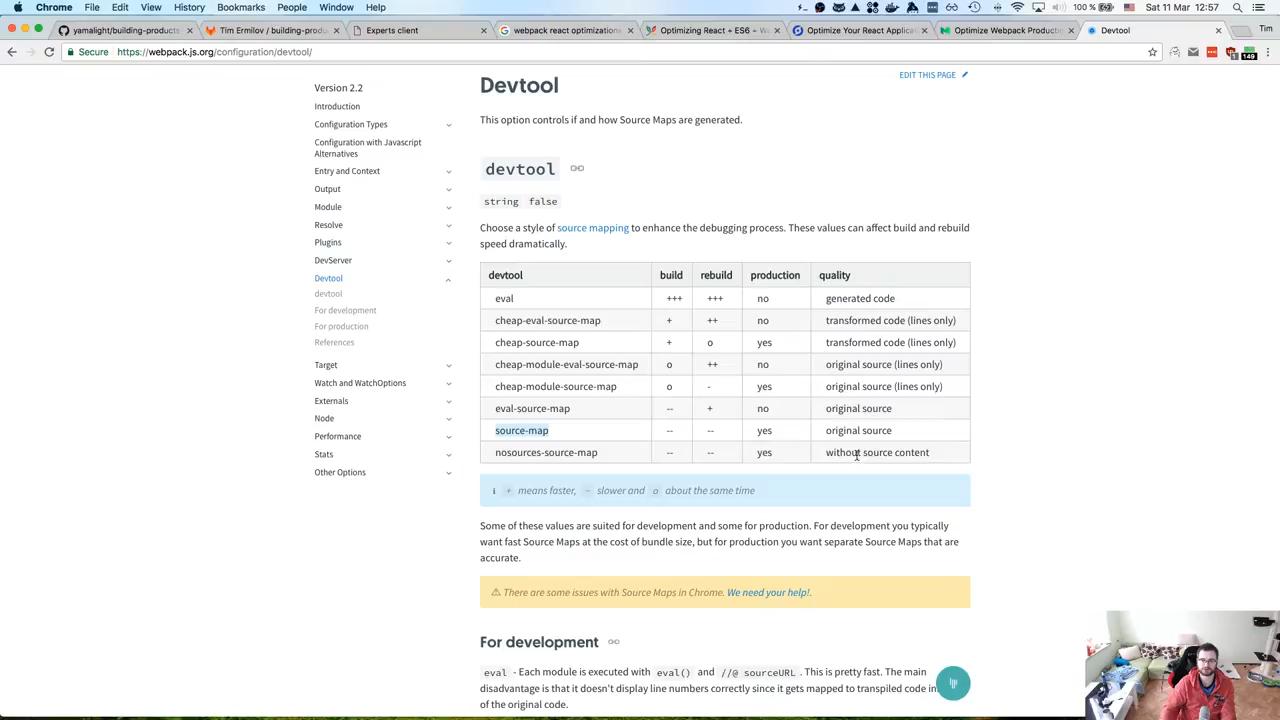 Chrome File Edit View History Bookmarks People Window Help 100 % Sat 11 Mar 12:57
yamalight/building-products Tim Ermilov / building-produ Experts client webpack react optimizations Optimizing React + ES6 + W Optimize Your React Applica Optimize Webpack Productio Devtool Tim
Secure https://webpack.js.org/configuration/devtool/ 1 149
Version 2.2
Introduction
Configuration Types
Configuration with Javascript
Alternatives
Entry and Context
Output
Module
Resolve
Plugins
DevServer
Devtool
devtool
For development
For production
References
Target
Watch and WatchOptions
Externals
Node
Performance
Stats
Other Options
Devtool EDIT THIS PAGE
This option controls if and how Source Maps are generated.
devtool
string false
Choose a style of source mapping to enhance the debugging process. These values can affect build and rebuild
speed dramatically.
devtool build rebuild production quality
eval +++ +++ no generated code
cheap-eval-source-map + ++ no transformed code (lines only)
cheap-source-map + o yes transformed code (lines only)
cheap-module-eval-source-map o ++ no original source (lines only)
cheap-module-source-map o - yes original source (lines only)
eval-source-map -- + no original source
source-map -- -- yes original source
nosources-source-map -- -- yes without source content
i + means faster, - slower and o about the same time
Some of these values are suited for development and some for production. For development you typically
want fast Source Maps at the cost of bundle size, but for production you want separate Source Maps that are
accurate.
⚠ There are some issues with Source Maps in Chrome. We need your help!.
For development
eval - Each module is executed with eval() and //@ sourceURL. This is pretty fast. The main
disadvantage is that it doesn't display line numbers correctly since it gets mapped to transpiled code in
of the original code.